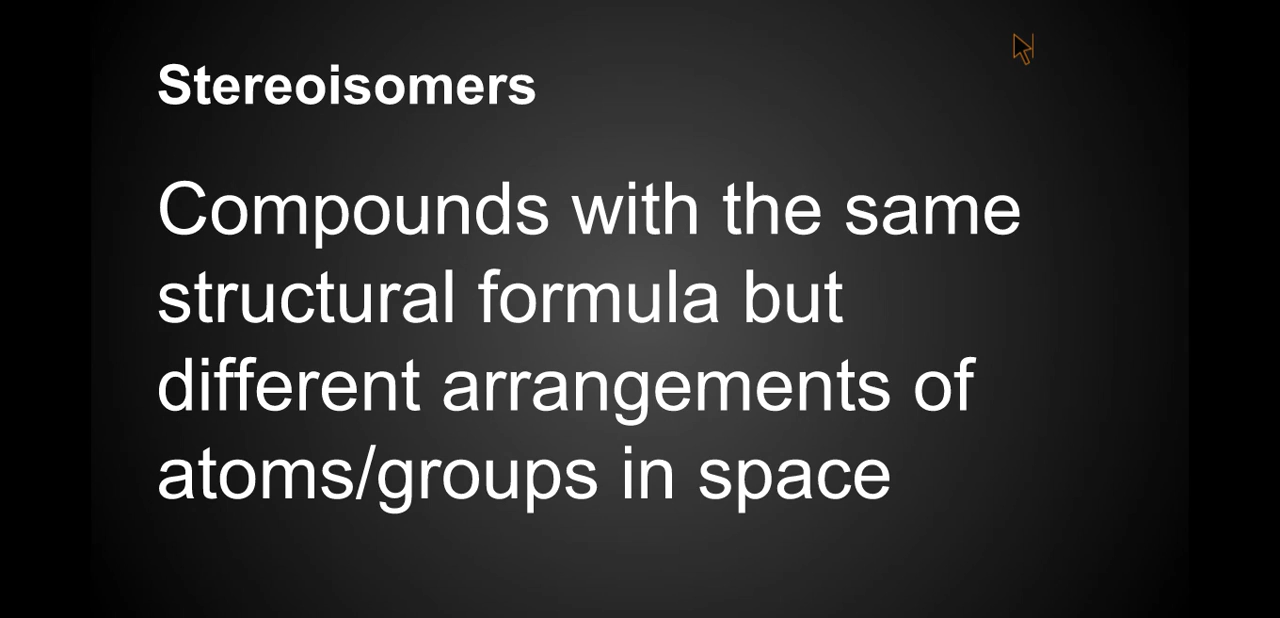 Stereoisomers
Compounds with the same
structural formula but
different arrangements of
atoms/groups in space